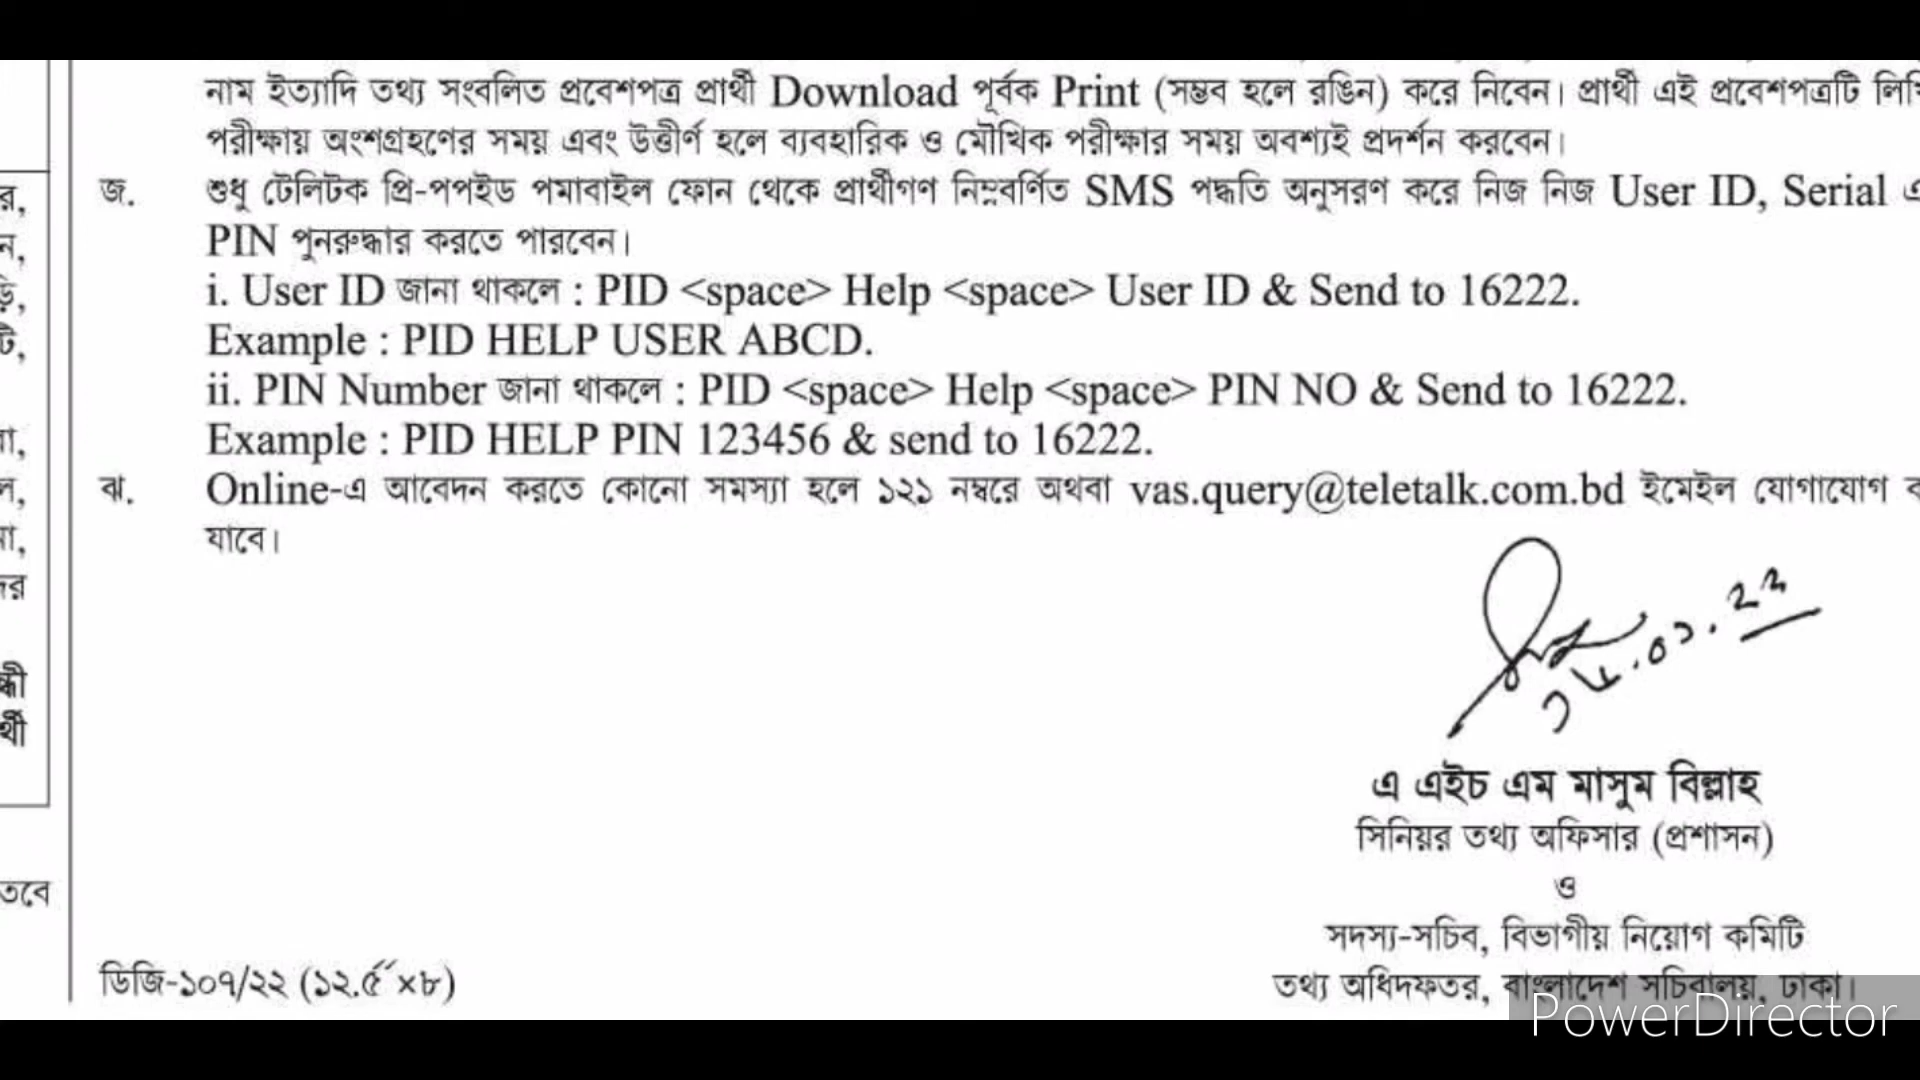 নাম ইত্যাদি তথ্য সংবলিত প্রবেশপত্র প্রার্থী Download পূর্বক Print (সম্ভব হলে রঙিন) করে নিবেন। প্রার্থী এই প্রবেশপত্রটি
পরীক্ষায় অংশগ্রহণের সময় এবং উত্তীর্ণ হলে ব্যবহারিক ও মৌখিক পরীক্ষার সময় অবশ্যই প্রদর্শন করবেন।
জ. শুধু টেলিটক প্রি-পপইড পমাবাইল ফোন থেকে প্রার্থীগণ নিম্নবর্ণিত SMS পদ্ধতি অনুসরণ করে নিজ নিজ User ID, Serial
PIN পুনরুদ্ধার করতে পারবেন।
i. User ID জানা থাকলে : PID <space> Help <space> User ID & Send to 16222.
Example : PID HELP USER ABCD.
ii. PIN Number জানা থাকলে : PID <space> Help <space> PIN NO & Send to 16222.
Example : PID HELP PIN 123456 & send to 16222.
ঝ. Online-এ আবেদন করতে কোনো সমস্যা হলে ১২১ নম্বরে অথবা vas.query@teletalk.com.bd ইমেইল যোগাযোগ
যাবে।
এ এইচ এম মাসুম বিল্লাহ
সিনিয়র তথ্য অফিসার (প্রশাসন)
ও
সদস্য-সচিব, বিভাগীয় নিয়োগ কমিটি
তথ্য অধিদফতর, বাংলাদেশ সচিবালয়, ঢাকা।
তবে
ডিজি-১০৭/২২ (১২.৫˝×৮)
PowerDirector